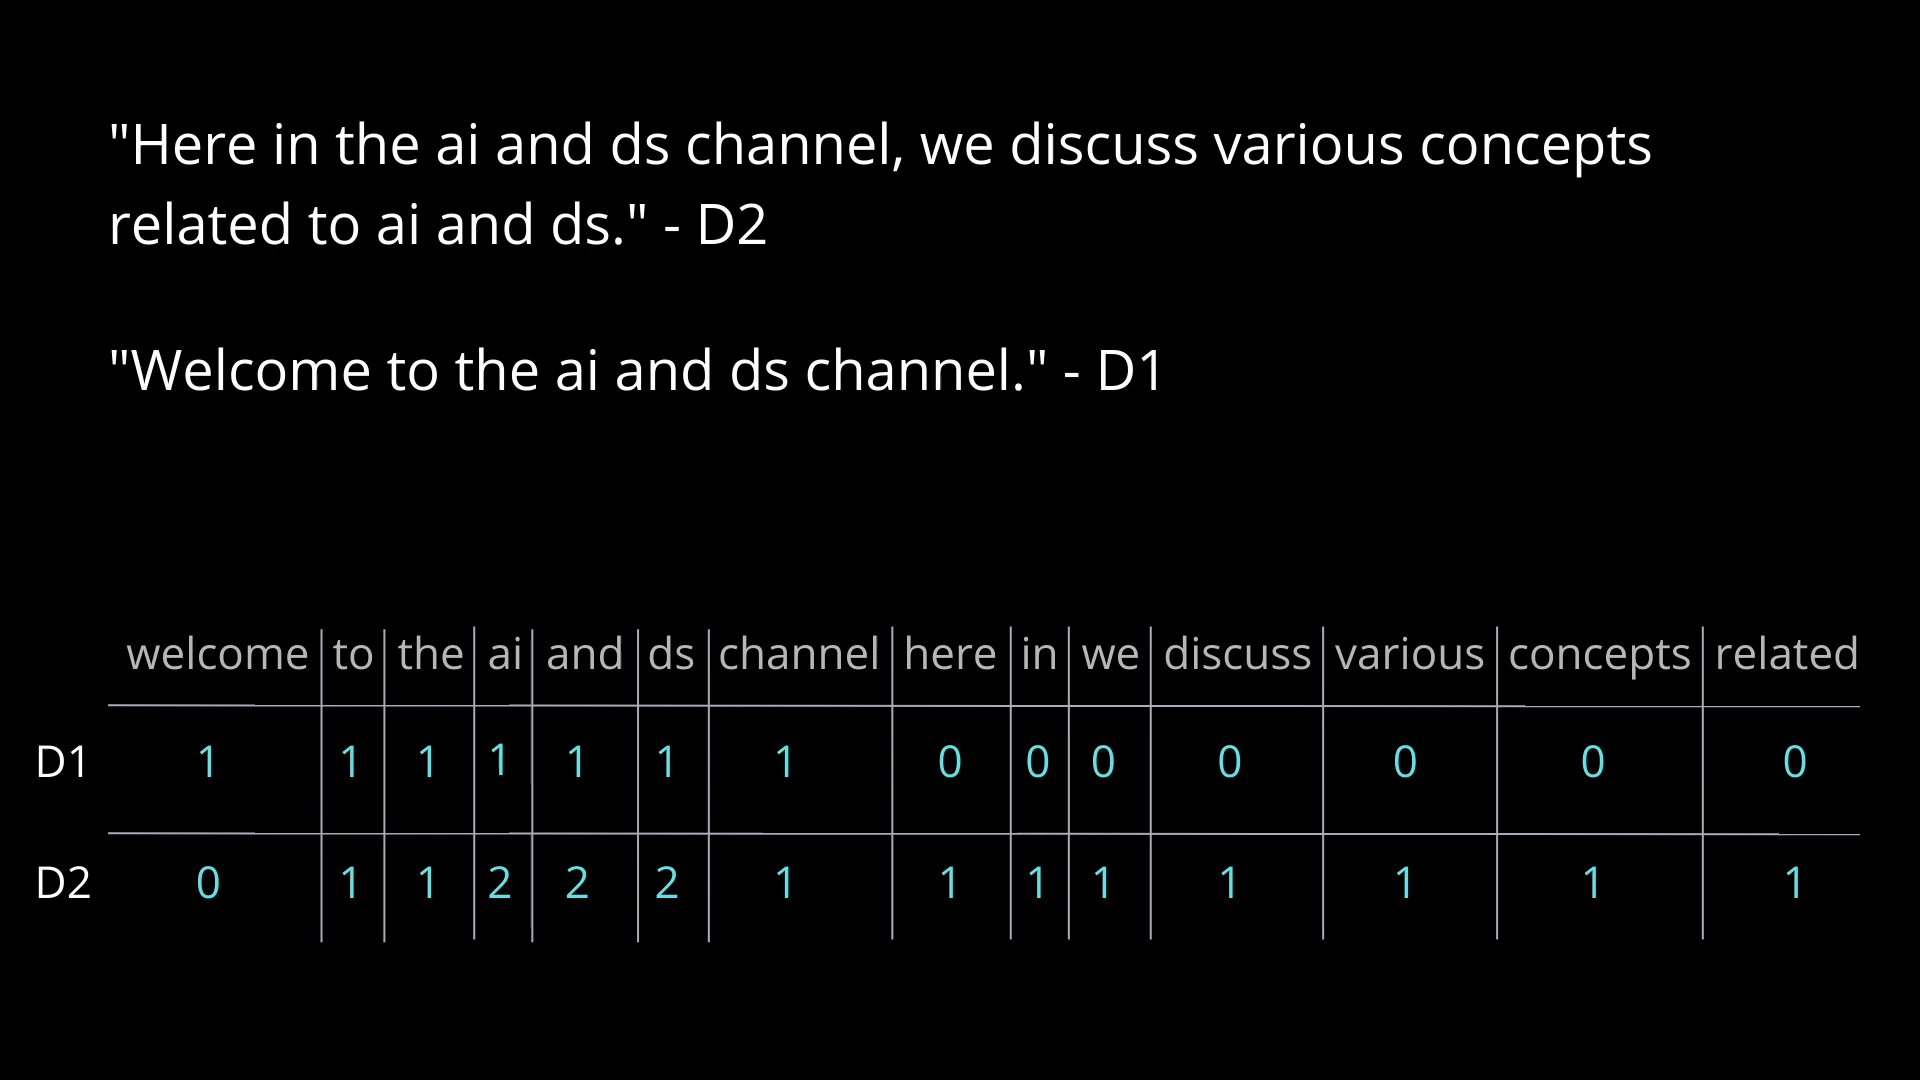 "Here in the ai and ds channel, we discuss various concepts
related to ai and ds." - D2
"Welcome to the ai and ds channel." - D1
welcome to the ai and ds channel here in we discuss various concepts related
D1 1 1 1 1 1 1 1 0 0 0 0 0 0 0
D2 0 1 1 2 2 2 1 1 1 1 1 1 1 1